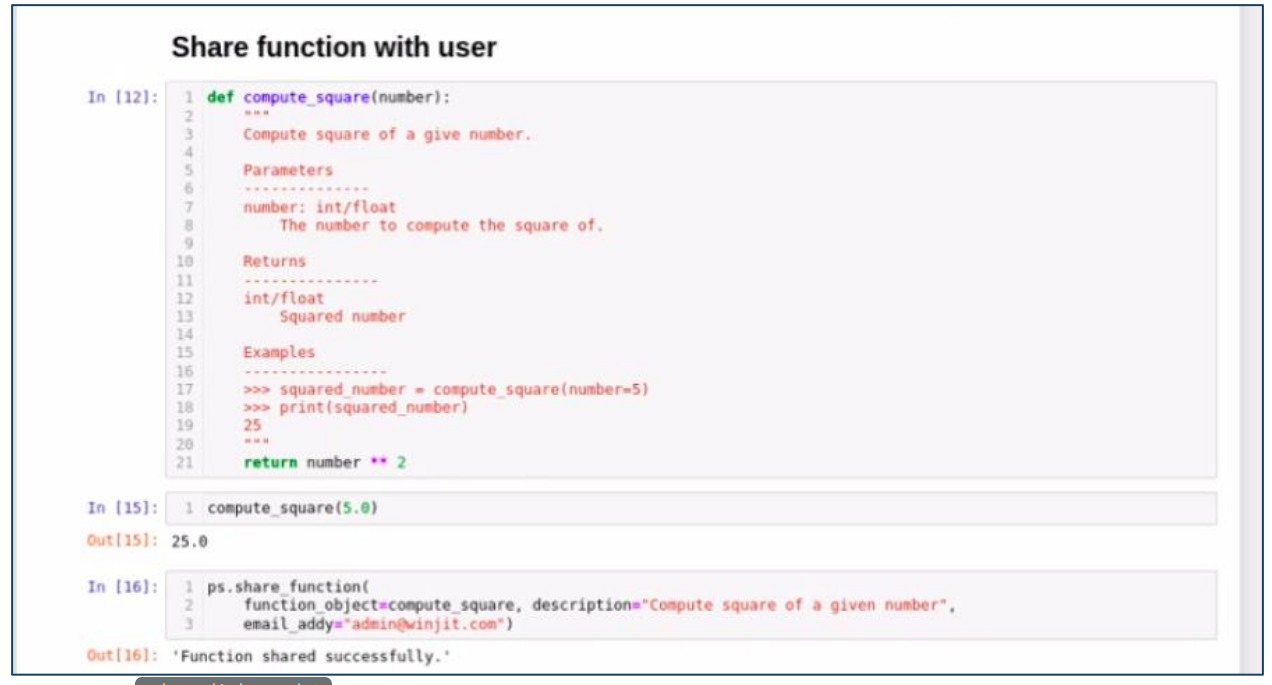 Share function with user
In [12]:
1 def compute_square(number):
2     """
3     Compute square of a give number.
4
5     Parameters
6     --------------
7     number: int/float
8         The number to compute the square of.
9
10     Returns
11     ---------------
12     int/float
13         Squared number
14
15     Examples
16     ----------------
17     >>> squared_number = compute_square(number=5)
18     >>> print(squared_number)
19     25
20     """
21     return number ** 2
In [15]: 1 compute_square(5.0)
Out[15]: 25.0
In [16]: 1 ps.share_function(
2     function_object=compute_square, description="Compute square of a given number",
3     email_addy="admin@winjit.com")
Out[16]: 'Function shared successfully.'